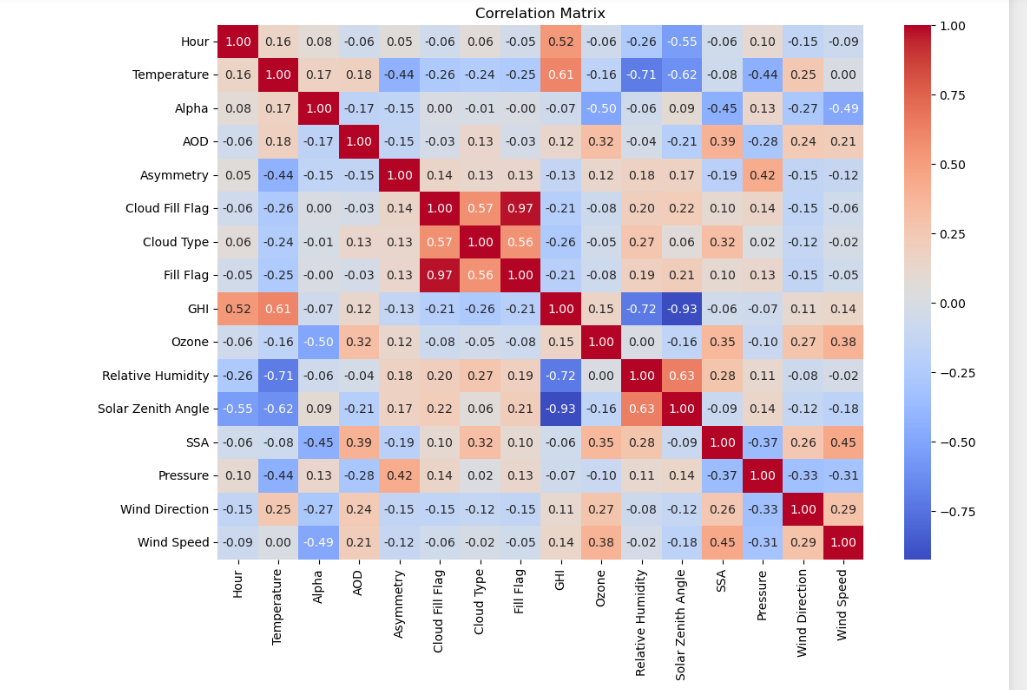 Correlation Matrix
Hour 1.00 0.16 0.08 -0.06 0.05 -0.06 0.06 -0.05 0.52 -0.06 -0.26 -0.55 -0.06 0.10 -0.15 -0.09
Temperature 0.16 1.00 0.17 0.18 -0.44 -0.26 -0.24 -0.25 0.61 -0.16 -0.71 -0.62 -0.08 -0.44 0.25 0.00
Alpha 0.08 0.17 1.00 -0.17 -0.15 0.00 -0.01 -0.00 -0.07 -0.50 -0.06 0.09 -0.45 0.13 -0.27 -0.49
AOD -0.06 0.18 -0.17 1.00 -0.15 -0.03 0.13 -0.03 0.12 0.32 -0.04 -0.21 0.39 -0.28 0.24 0.21
Asymmetry 0.05 -0.44 -0.15 -0.15 1.00 0.14 0.13 0.13 -0.13 0.12 0.18 0.17 -0.19 0.42 -0.15 -0.12
Cloud Fill Flag -0.06 -0.26 0.00 -0.03 0.14 1.00 0.57 0.97 -0.21 -0.08 0.20 0.22 0.10 0.14 -0.15 -0.06
Cloud Type 0.06 -0.24 -0.01 0.13 0.13 0.57 1.00 0.56 -0.26 -0.05 0.27 0.06 0.32 0.02 -0.12 -0.02
Fill Flag -0.05 -0.25 -0.00 -0.03 0.13 0.97 0.56 1.00 -0.21 -0.08 0.19 0.21 0.10 0.13 -0.15 -0.05
GHI 0.52 0.61 -0.07 0.12 -0.13 -0.21 -0.26 -0.21 1.00 0.15 -0.72 -0.93 -0.06 -0.07 0.11 0.14
Ozone -0.06 -0.16 -0.50 0.32 0.12 -0.08 -0.05 -0.08 0.15 1.00 0.00 -0.16 0.35 -0.10 0.27 0.38
Relative Humidity -0.26 -0.71 -0.06 -0.04 0.18 0.20 0.27 0.19 -0.72 0.00 1.00 0.63 0.28 0.11 -0.08 -0.02
Solar Zenith Angle -0.55 -0.62 0.09 -0.21 0.17 0.22 0.06 0.21 -0.93 -0.16 0.63 1.00 -0.09 0.14 -0.12 -0.18
SSA -0.06 -0.08 -0.45 0.39 -0.19 0.10 0.32 0.10 -0.06 0.35 0.28 -0.09 1.00 -0.37 0.26 0.45
Pressure 0.10 -0.44 0.13 -0.28 0.42 0.14 0.02 0.13 -0.07 -0.10 0.11 0.14 -0.37 1.00 -0.33 -0.31
Wind Direction -0.15 0.25 -0.27 0.24 -0.15 -0.15 -0.12 -0.15 0.11 0.27 -0.08 -0.12 0.26 -0.33 1.00 0.29
Wind Speed -0.09 0.00 -0.49 0.21 -0.12 -0.06 -0.02 -0.05 0.14 0.38 -0.02 -0.18 0.45 -0.31 0.29 1.00
Hour
Temperature
Alpha
AOD
Asymmetry
Cloud Fill Flag
Cloud Type
Fill Flag
GHI
Ozone
Relative Humidity
Solar Zenith Angle
SSA
Pressure
Wind Direction
Wind Speed
1.00
0.75
0.50
0.25
0.00
−0.25
−0.50
−0.75